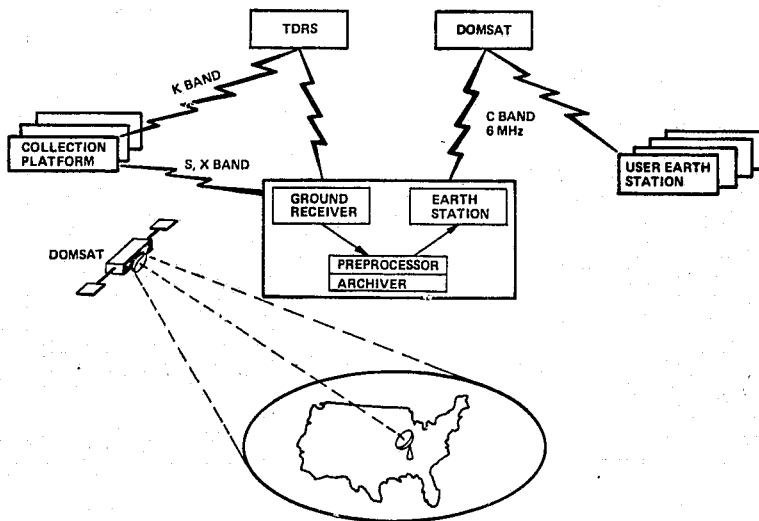 TDRS
DOMSAT
K BAND
C BAND
6 MHz
COLLECTION
PLATFORM
S, X BAND
USER EARTH
STATION
GROUND
RECEIVER
EARTH
STATION
DOMSAT
PREPROCESSOR
ARCHIVER